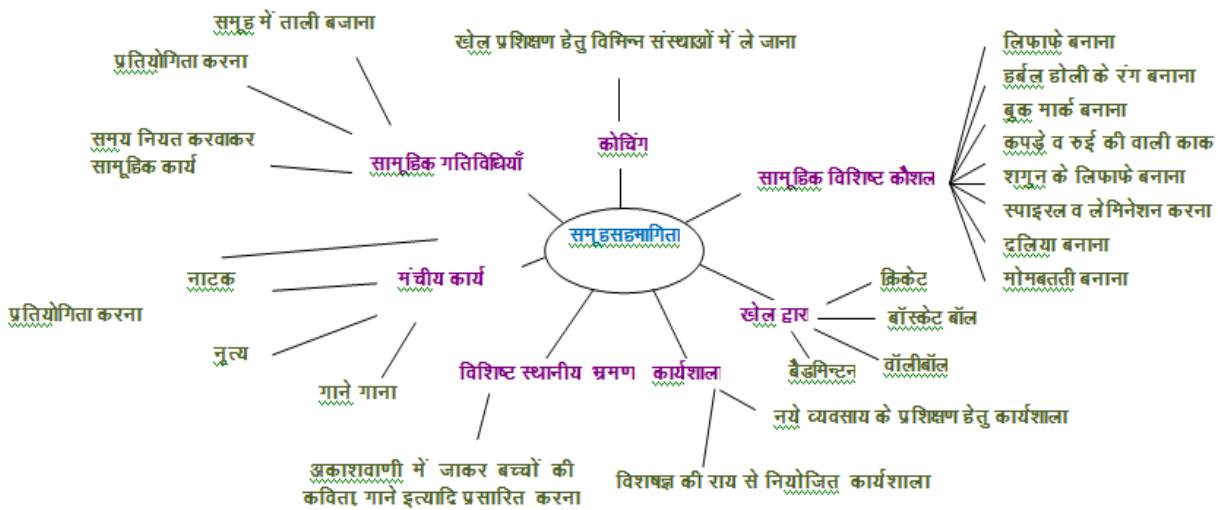 समूह में ताली बजाना
प्रतियोगिता करना
समय नियत करवाकर
सामूहिक कार्य
सामूहिक गतिविधियाँ
खेल प्रशिक्षण हेतु विभिन्न संस्थाओं में ले जाना
कोचिंग
सामूहिक विशिष्ट कौशल
लिफाफे बनाना
हर्बल होली के रंग बनाना
बुक मार्क बनाना
कपड़े व रुई की वाली काक
शगुन के लिफाफे बनाना
स्पाइरल व लेमिनेशन करना
दलिया बनाना
मोमबतती बनाना
समूहसहभागिता
नाटक
मंचीय कार्य
प्रतियोगिता करना
नृत्य
गाने गाना
खेल द्वारा
क्रिकेट
बॉस्केट बॉल
वॉलीबॉल
बैडमिन्टन
विशिष्ट स्थानीय भ्रमण
कार्यशाला
नये व्यवसाय के प्रशिक्षण हेतु कार्यशाला
विशषज्ञ की राय से नियोजित कार्यशाला
अकाशवाणी में जाकर बच्चों की
कविता, गाने इत्यादि प्रसारित करना